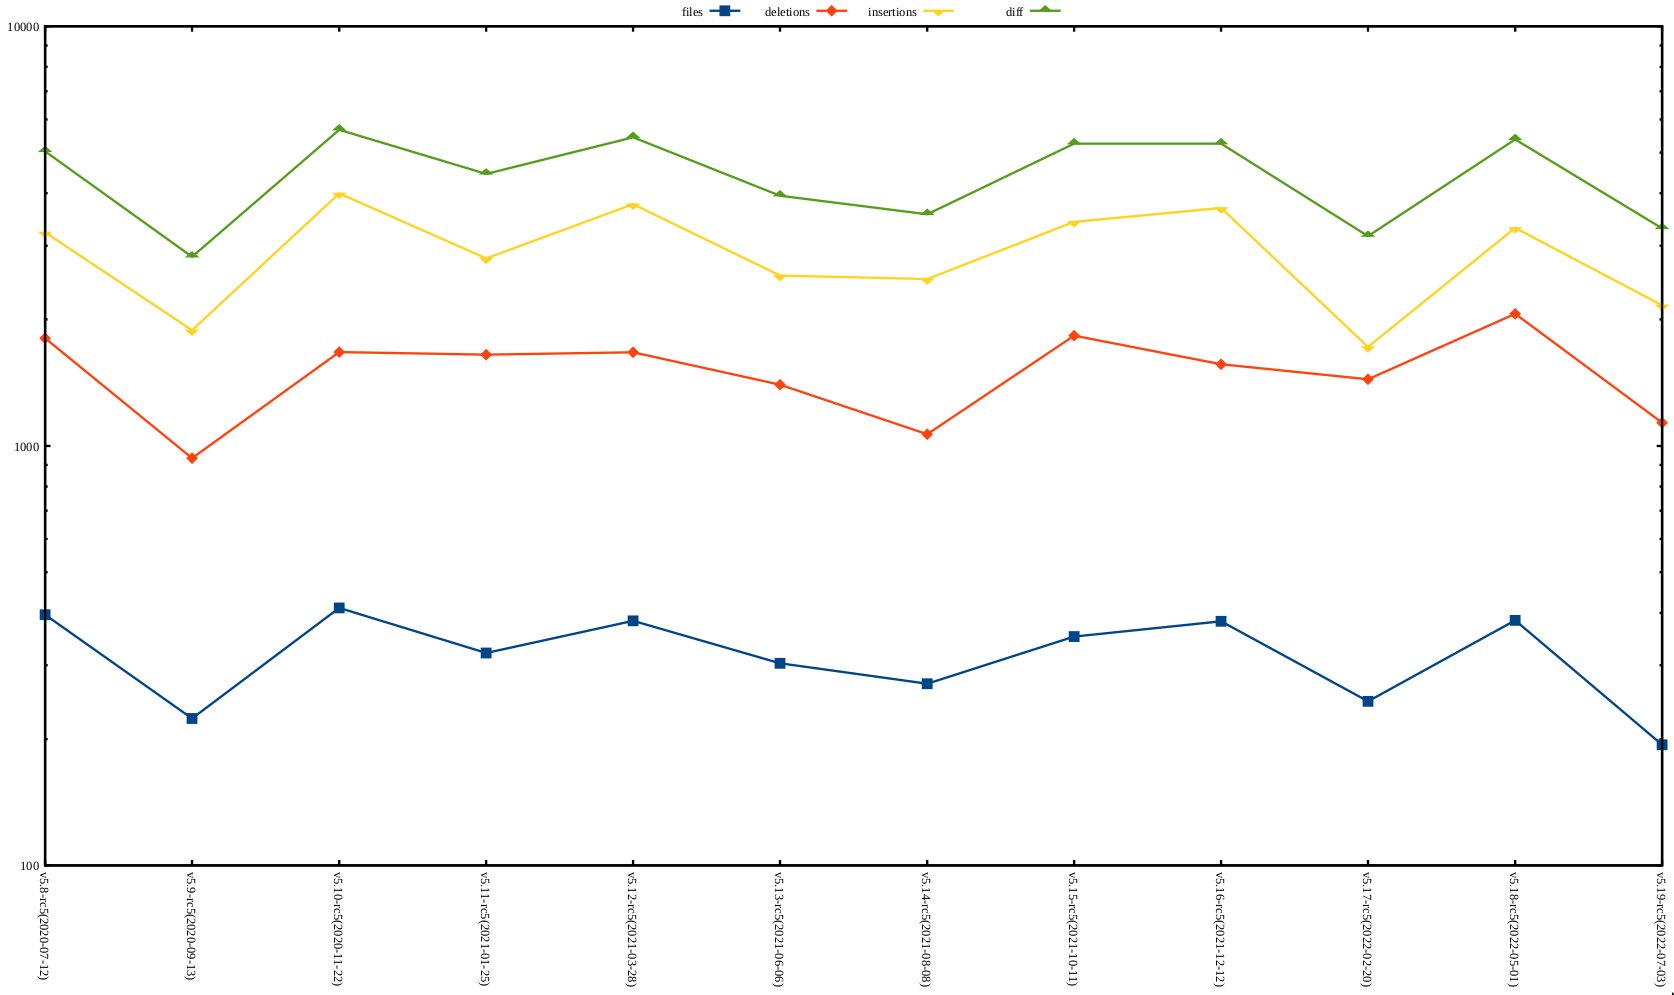 files deletions insertions diff
10000
1000
100
v5.8-rc5(2020-07-12)
v5.9-rc5(2020-09-13)
v5.10-rc5(2020-11-22)
v5.11-rc5(2021-01-25)
v5.12-rc5(2021-03-28)
v5.13-rc5(2021-06-06)
v5.14-rc5(2021-08-08)
v5.15-rc5(2021-10-11)
v5.16-rc5(2021-12-12)
v5.17-rc5(2022-02-20)
v5.18-rc5(2022-05-01)
v5.19-rc5(2022-07-03)